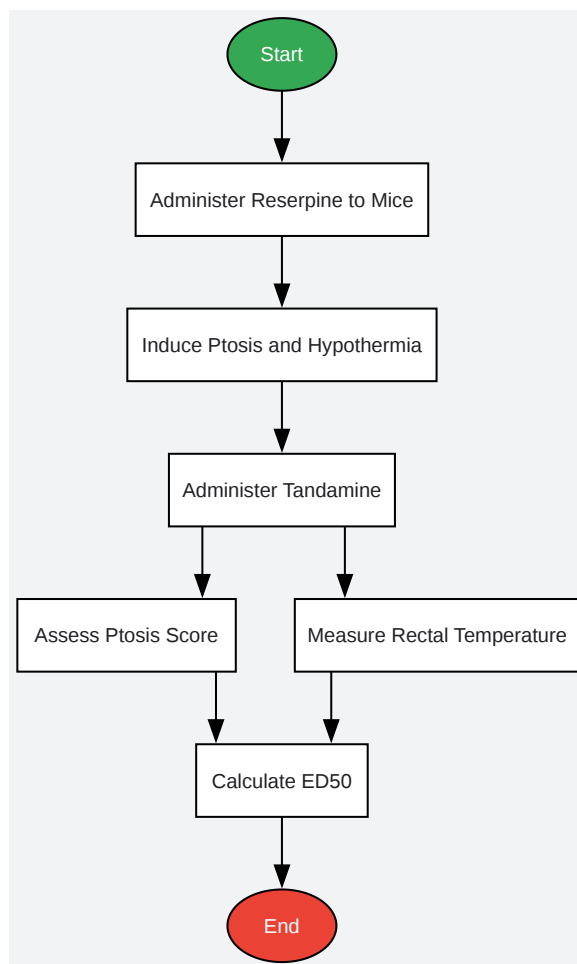 Start
Administer Reserpine to Mice
Induce Ptosis and Hypothermia
Administer Tandamine
Assess Ptosis Score
Measure Rectal Temperature
Calculate ED50
End